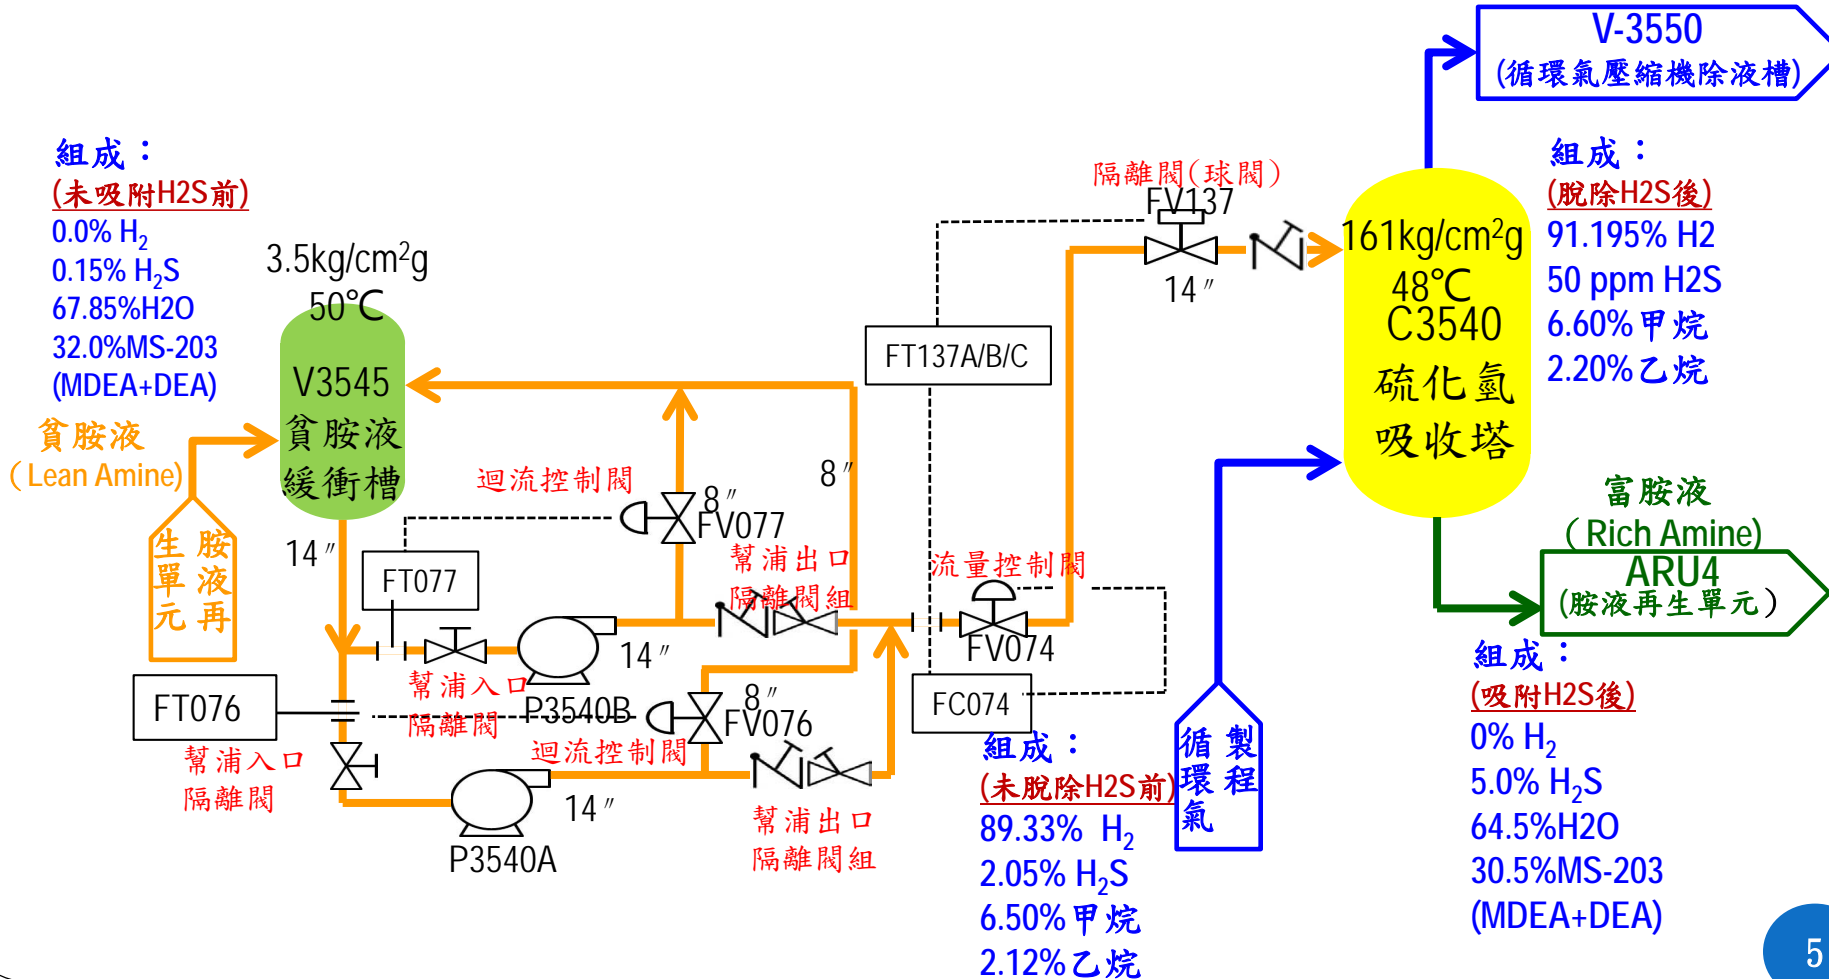 V-3550
(循環氣壓縮機除液槽)
組成：
(未吸附H2S前)
0.0% H₂
0.15% H₂S
67.85%H2O
32.0%MS-203
(MDEA+DEA)
貧胺液
（Lean Amine)
胺液再
生單元
3.5kg/cm²g
50℃
V3545
貧胺液
緩衝槽
14〃
FT077
FT076
幫浦入口
隔離閥
幫浦入口
隔離閥
迴流控制閥
8〃
FV077
8〃
幫浦出口
隔離閥組
14〃
P3540B
8〃
FV076
迴流控制閥
14〃
P3540A
幫浦出口
隔離閥組
隔離閥(球閥)
FV137
14〃
FT137A/B/C
流量控制閥
FV074
FC074
161kg/cm²g
48℃
C3540
硫化氫
吸收塔
組成：
(脫除H2S後)
91.195% H2
50 ppm H2S
6.60%甲烷
2.20%乙烷
富胺液
（Rich Amine)
ARU4
(胺液再生單元）
組成：
(未脫除H2S前)
89.33% H₂
2.05% H₂S
6.50%甲烷
2.12%乙烷
製程
循環氣
組成：
(吸附H2S後)
0% H₂
5.0% H₂S
64.5%H2O
30.5%MS-203
(MDEA+DEA)
5